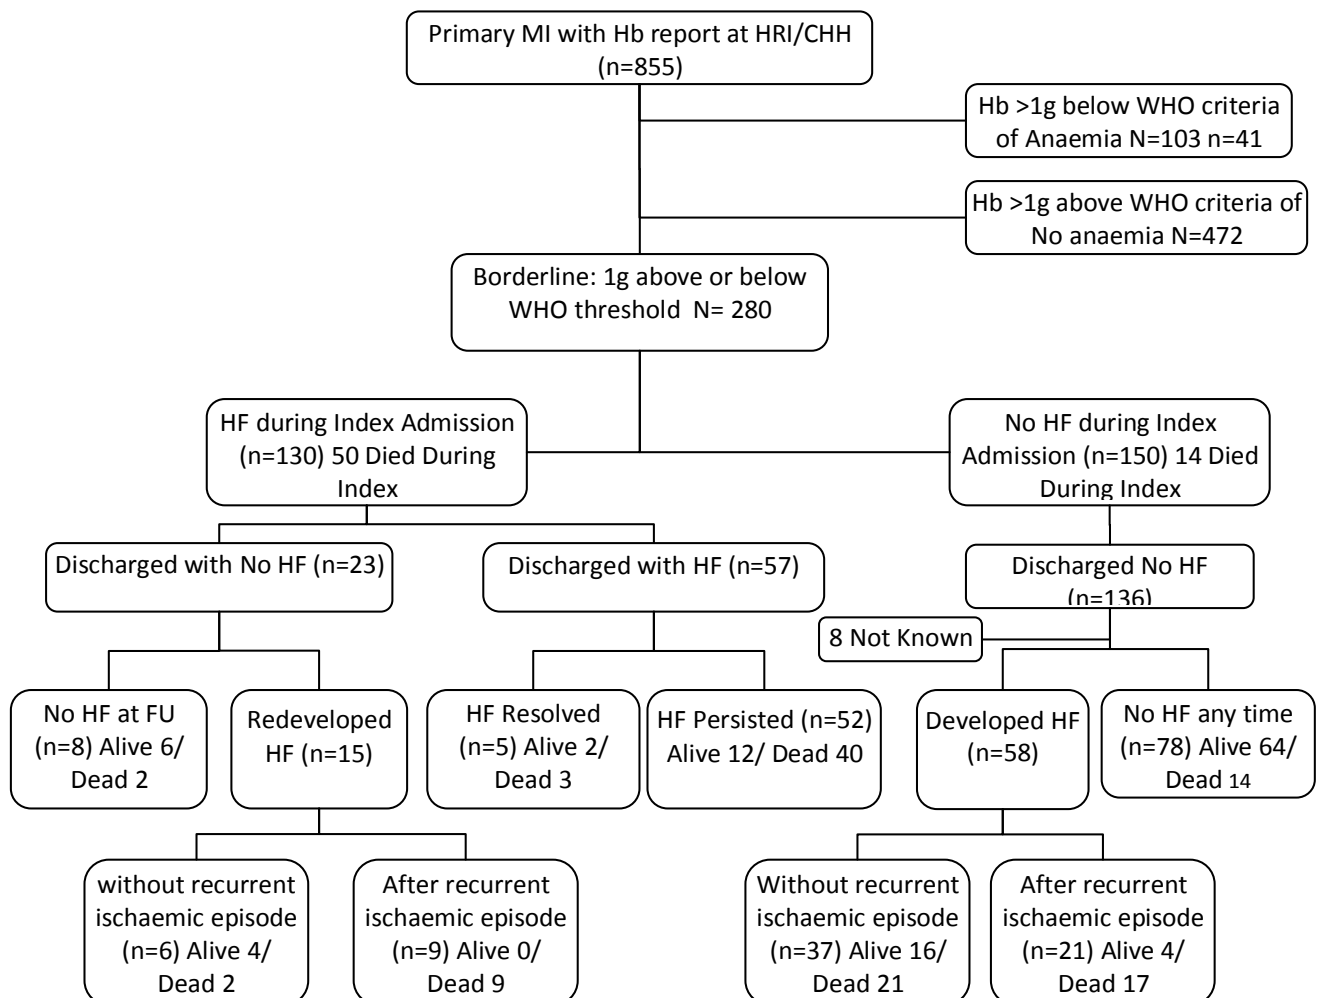 Primary MI with Hb report at HRI/CHH
(n=855)
Hb >1g below WHO criteria
of Anaemia N=103 n=41
Hb >1g above WHO criteria of
No anaemia N=472
Borderline: 1g above or below
WHO threshold N= 280
HF during Index Admission
(n=130) 50 Died During
Index
No HF during Index
Admission (n=150) 14 Died
During Index
Discharged with No HF (n=23)
Discharged with HF (n=57)
Discharged No HF
(n=136)
8 Not Known
No HF at FU
(n=8) Alive 6/
Dead 2
Redeveloped
HF (n=15)
HF Resolved
(n=5) Alive 2/
Dead 3
HF Persisted (n=52)
Alive 12/ Dead 40
Developed HF
(n=58)
No HF any time
(n=78) Alive 64/
Dead 14
without recurrent
ischaemic episode
(n=6) Alive 4/
Dead 2
After recurrent
ischaemic episode
(n=9) Alive 0/
Dead 9
Without recurrent
ischaemic episode
(n=37) Alive 16/
Dead 21
After recurrent
ischaemic episode
(n=21) Alive 4/
Dead 17